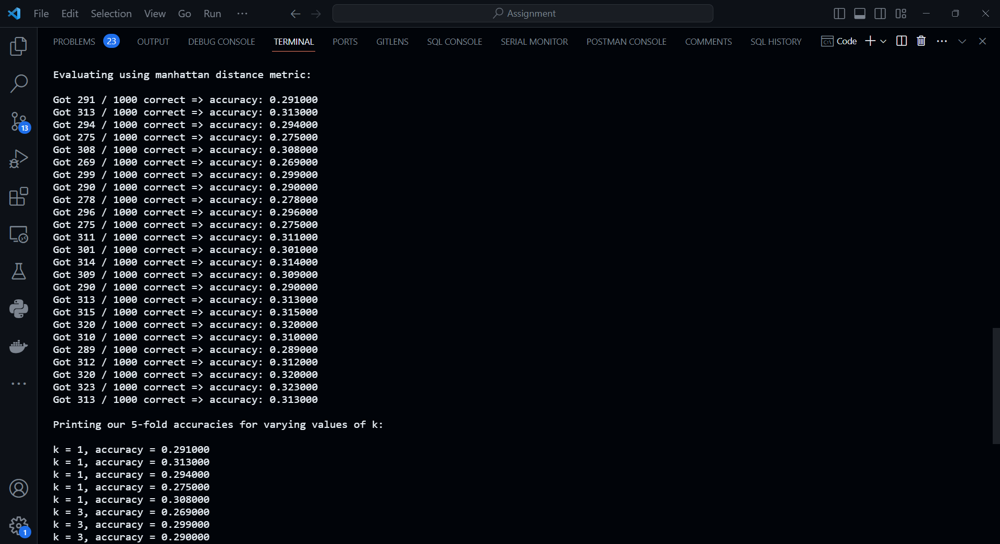 File Edit Selection View Go Run ··· Assignment
PROBLEMS 23 OUTPUT DEBUG CONSOLE TERMINAL PORTS GITLENS SQL CONSOLE SERIAL MONITOR POSTMAN CONSOLE COMMENTS SQL HISTORY Code
Evaluating using manhattan distance metric:
Got 291 / 1000 correct => accuracy: 0.291000
Got 313 / 1000 correct => accuracy: 0.313000
Got 294 / 1000 correct => accuracy: 0.294000
Got 275 / 1000 correct => accuracy: 0.275000
Got 308 / 1000 correct => accuracy: 0.308000
Got 269 / 1000 correct => accuracy: 0.269000
Got 299 / 1000 correct => accuracy: 0.299000
Got 290 / 1000 correct => accuracy: 0.290000
Got 278 / 1000 correct => accuracy: 0.278000
Got 296 / 1000 correct => accuracy: 0.296000
Got 275 / 1000 correct => accuracy: 0.275000
Got 311 / 1000 correct => accuracy: 0.311000
Got 301 / 1000 correct => accuracy: 0.301000
Got 314 / 1000 correct => accuracy: 0.314000
Got 309 / 1000 correct => accuracy: 0.309000
Got 290 / 1000 correct => accuracy: 0.290000
Got 313 / 1000 correct => accuracy: 0.313000
Got 315 / 1000 correct => accuracy: 0.315000
Got 320 / 1000 correct => accuracy: 0.320000
Got 310 / 1000 correct => accuracy: 0.310000
Got 289 / 1000 correct => accuracy: 0.289000
Got 312 / 1000 correct => accuracy: 0.312000
Got 320 / 1000 correct => accuracy: 0.320000
Got 323 / 1000 correct => accuracy: 0.323000
Got 313 / 1000 correct => accuracy: 0.313000
Printing our 5-fold accuracies for varying values of k:
k = 1, accuracy = 0.291000
k = 1, accuracy = 0.313000
k = 1, accuracy = 0.294000
k = 1, accuracy = 0.275000
k = 1, accuracy = 0.308000
k = 3, accuracy = 0.269000
k = 3, accuracy = 0.299000
k = 3, accuracy = 0.290000
13
1